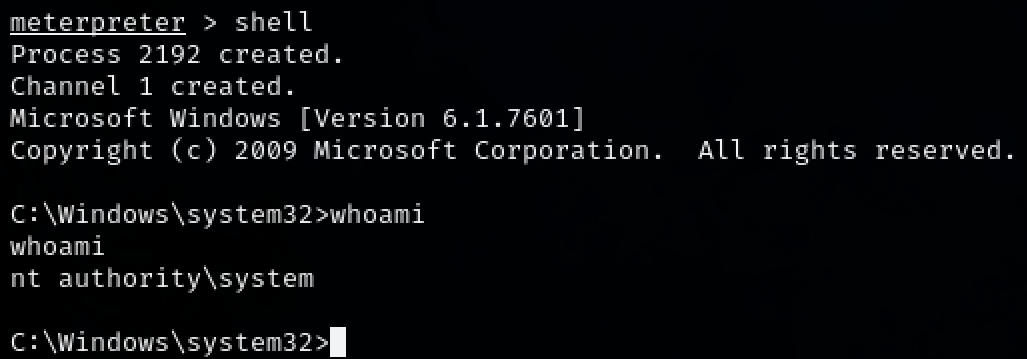 meterpreter > shell
Process 2192 created.
Channel 1 created.
Microsoft Windows [Version 6.1.7601]
Copyright (c) 2009 Microsoft Corporation.  All rights reserved.
C:\Windows\system32>whoami
whoami
nt authority\system
C:\Windows\system32>